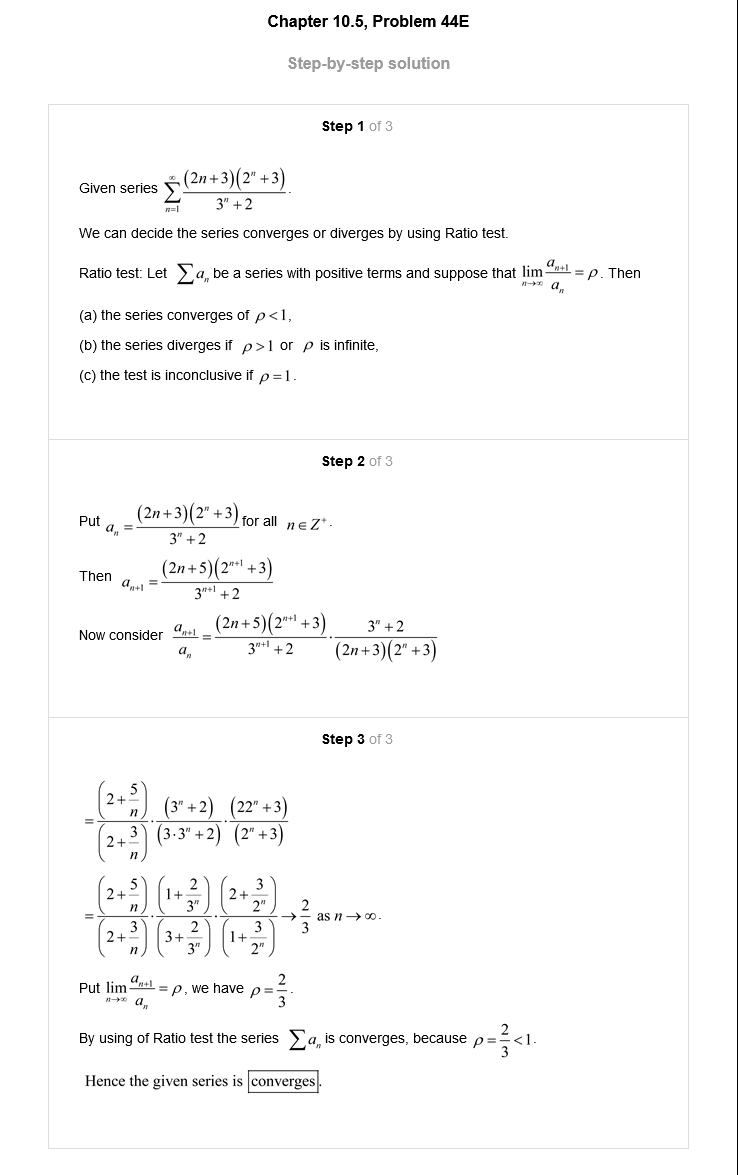 Chapter 10.5, Problem 44E
Step-by-step solution
Step 1 of 3
Given series $\sum_{n=1}^{\infty} \frac{(2n+3)(2^n+3)}{3^n+2}$.
We can decide the series converges or diverges by using Ratio test.
Ratio test: Let $\sum a_n$ be a series with positive terms and suppose that $\lim_{n\to\infty} \frac{a_{n+1}}{a_n} = \rho$. Then
(a) the series converges of $\rho < 1$,
(b) the series diverges if $\rho > 1$ or $\rho$ is infinite,
(c) the test is inconclusive if $\rho = 1$.
Step 2 of 3
Put $a_n = \frac{(2n+3)(2^n+3)}{3^n+2}$ for all $n \in Z^+$.
Then $a_{n+1} = \frac{(2n+5)(2^{n+1}+3)}{3^{n+1}+2}$
Now consider $\frac{a_{n+1}}{a_n} = \frac{(2n+5)(2^{n+1}+3)}{3^{n+1}+2} \cdot \frac{3^n+2}{(2n+3)(2^n+3)}$
Step 3 of 3
$= \frac{\left(2+\frac{5}{n}\right)}{\left(2+\frac{3}{n}\right)} \cdot \frac{(3^n+2)}{(3 \cdot 3^n+2)} \cdot \frac{(22^n+3)}{(2^n+3)}$
$= \frac{\left(2+\frac{5}{n}\right)}{\left(2+\frac{3}{n}\right)} \cdot \frac{\left(1+\frac{2}{3^n}\right)}{\left(3+\frac{2}{3^n}\right)} \cdot \frac{\left(2+\frac{3}{2^n}\right)}{\left(1+\frac{3}{2^n}\right)} \to \frac{2}{3}$ as $n \to \infty$.
Put $\lim_{n\to\infty} \frac{a_{n+1}}{a_n} = \rho$, we have $\rho = \frac{2}{3}$.
By using of Ratio test the series $\sum a_n$ is converges, because $\rho = \frac{2}{3} < 1$.
Hence the given series is converges.